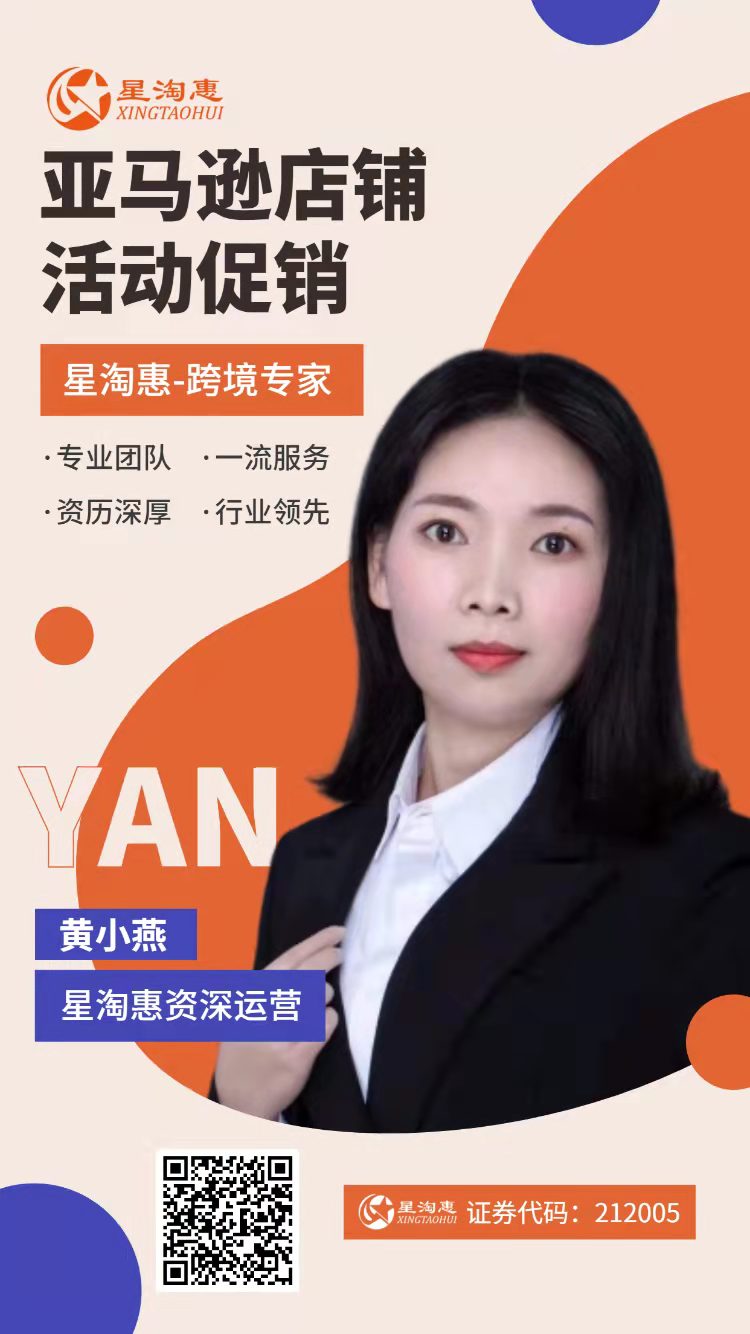 星淘惠
XINGTAOHUI
亚马逊店铺
活动促销
星淘惠-跨境专家
·专业团队 ·一流服务
·资历深厚 ·行业领先
YAN
黄小燕
星淘惠资深运营
星淘惠
XINGTAOHUI
证券代码：212005